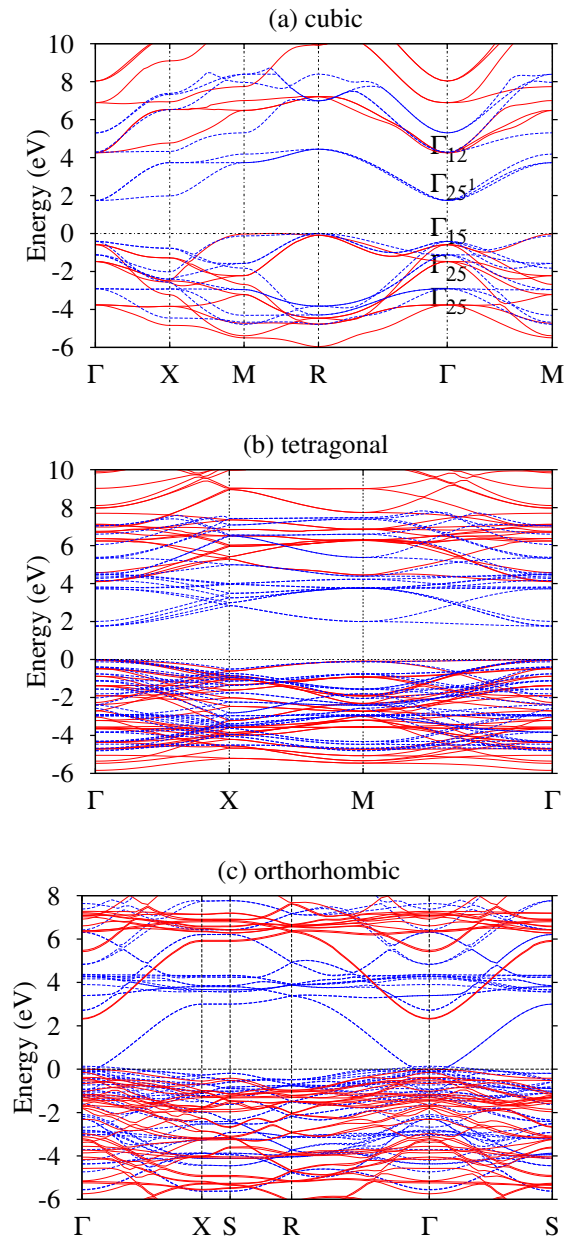 (a) cubic
Energy (eV)
10
8
6
4
2
0
-2
-4
-6
Γ12
Γ25¹
Γ15
Γ25
Γ25
Γ X M R Γ M
(b) tetragonal
Energy (eV)
10
8
6
4
2
0
-2
-4
-6
Γ X M Γ
(c) orthorhombic
Energy (eV)
8
6
4
2
0
-2
-4
-6
Γ X S R Γ S